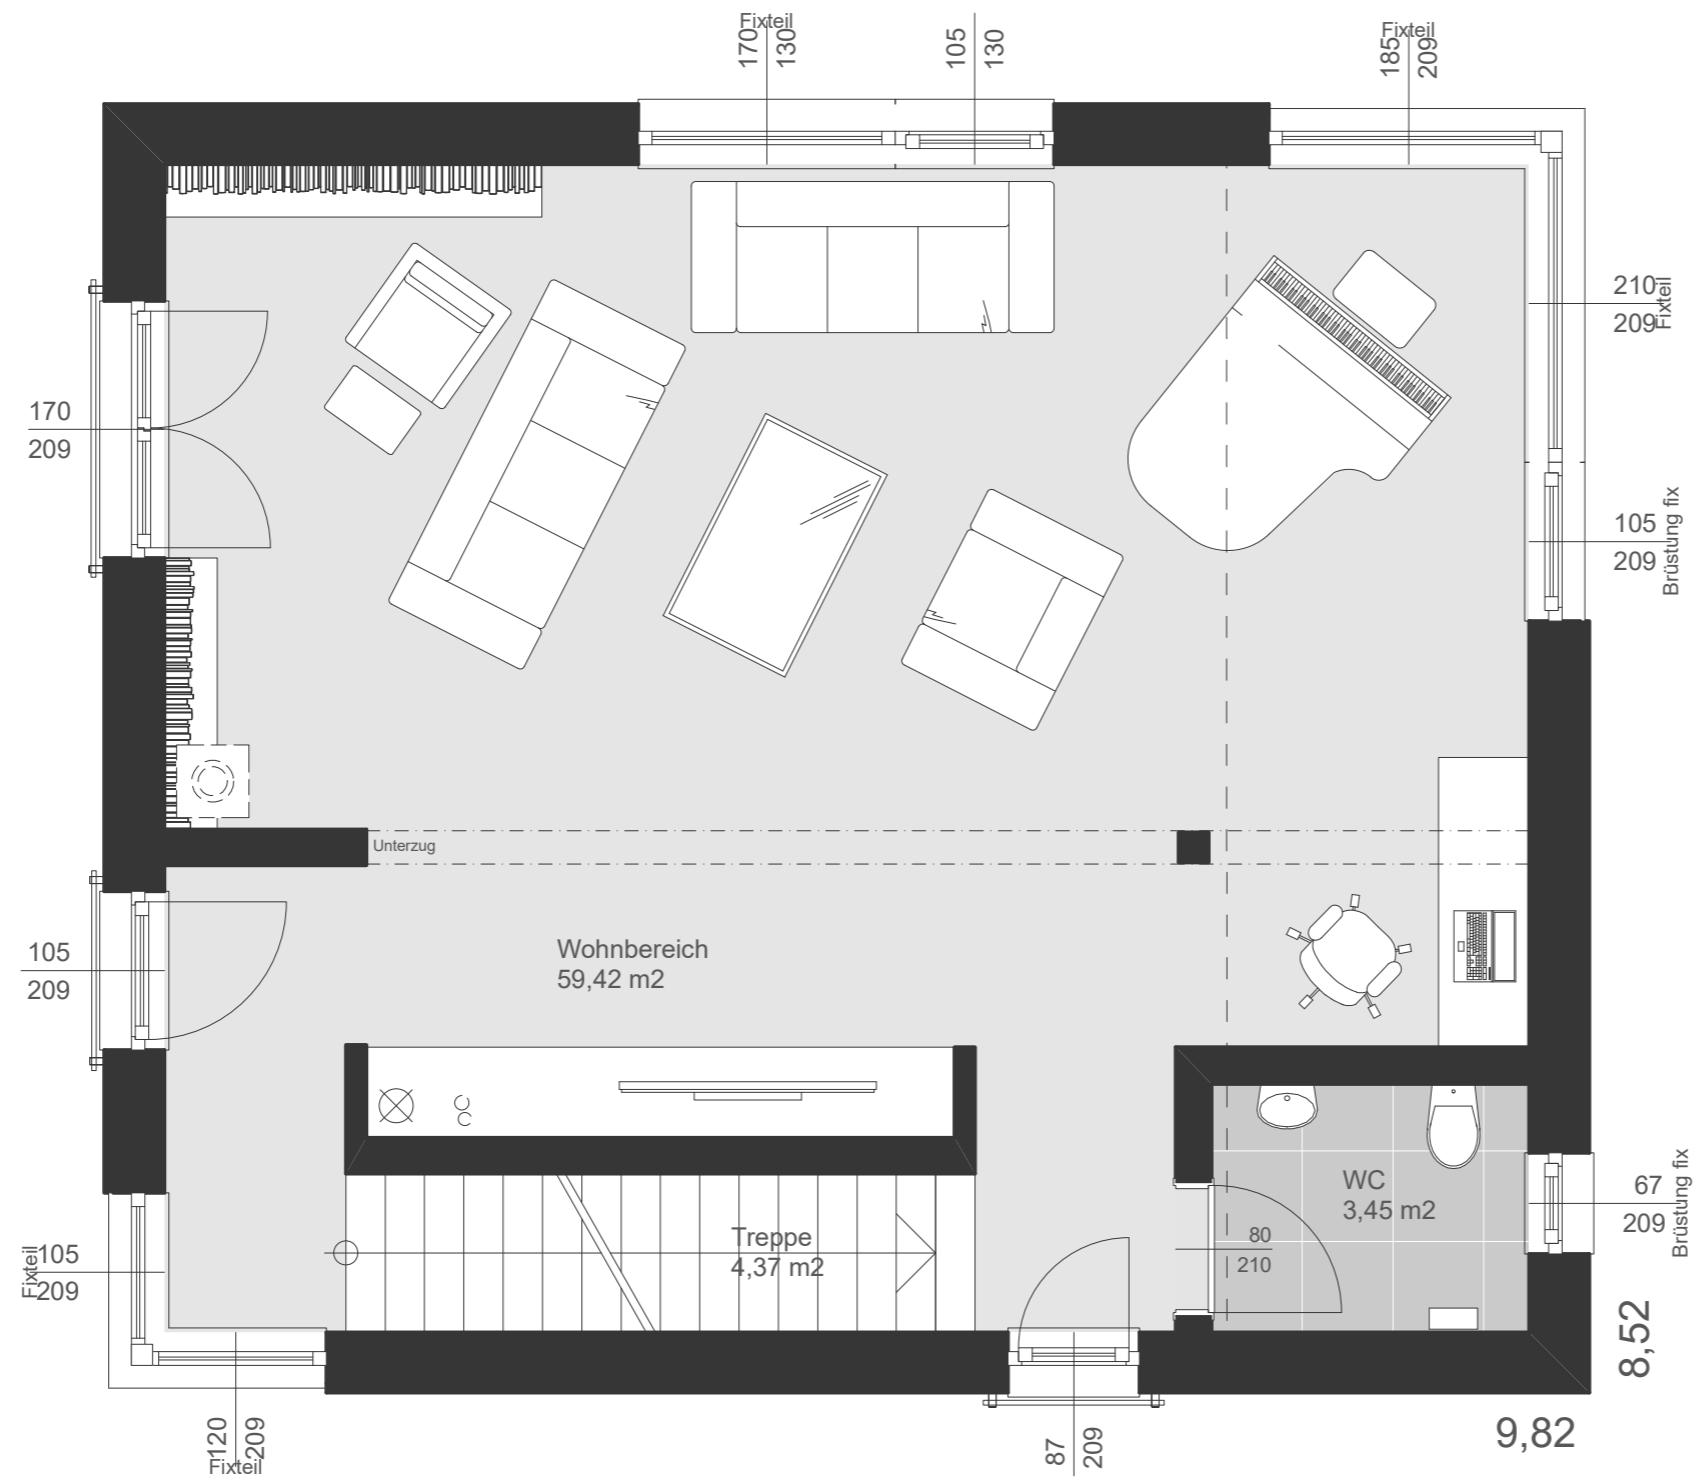 Fixteil
170
130
105
130
Fixteil
185
209
210
209
Fixteil
170
209
105
209
Brüstung fix
Unterzug
105
209
Wohnbereich
59,42 m2
WC
3,45 m2
67
209
Brüstung fix
Treppe
4,37 m2
80
210
Fixteil
105
209
8,52
120
209
Fixteil
87
209
9,82